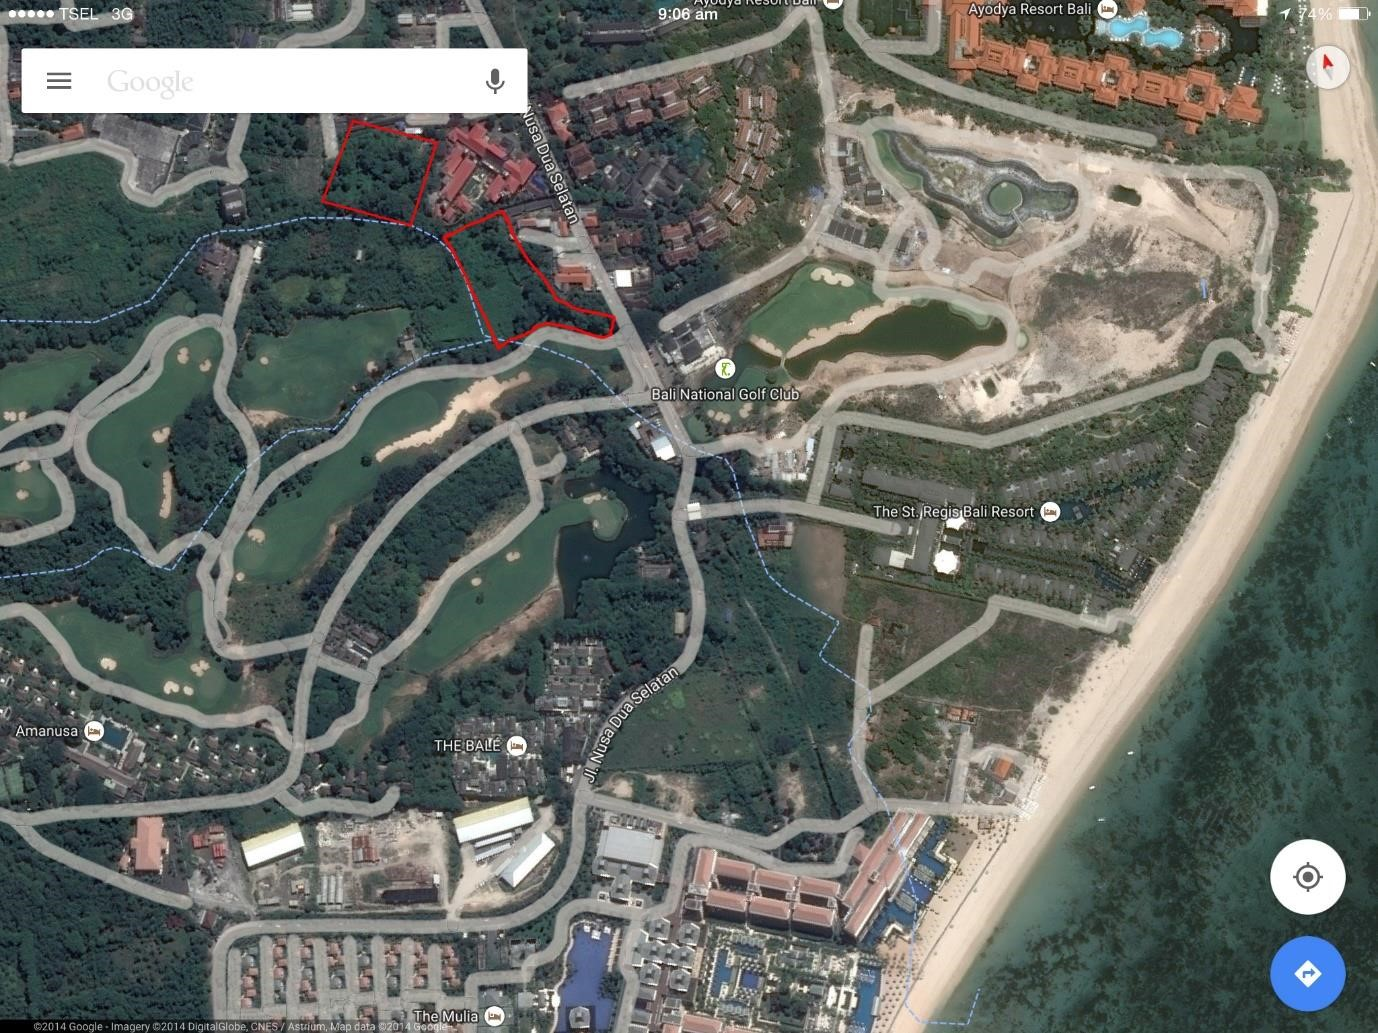 TSEL 3G
9:06 am
74%
Ayodya Resort Bali
Ayodya Resort Bali
Google
Nusa Dua Selatan
Bali National Golf Club
The St. Regis Bali Resort
Amanusa
THE BALÉ
Jl. Nusa Dua Selatan
The Mulia
©2014 Google - Imagery ©2014 DigitalGlobe, CNES / Astrium, Map data ©2014 Google